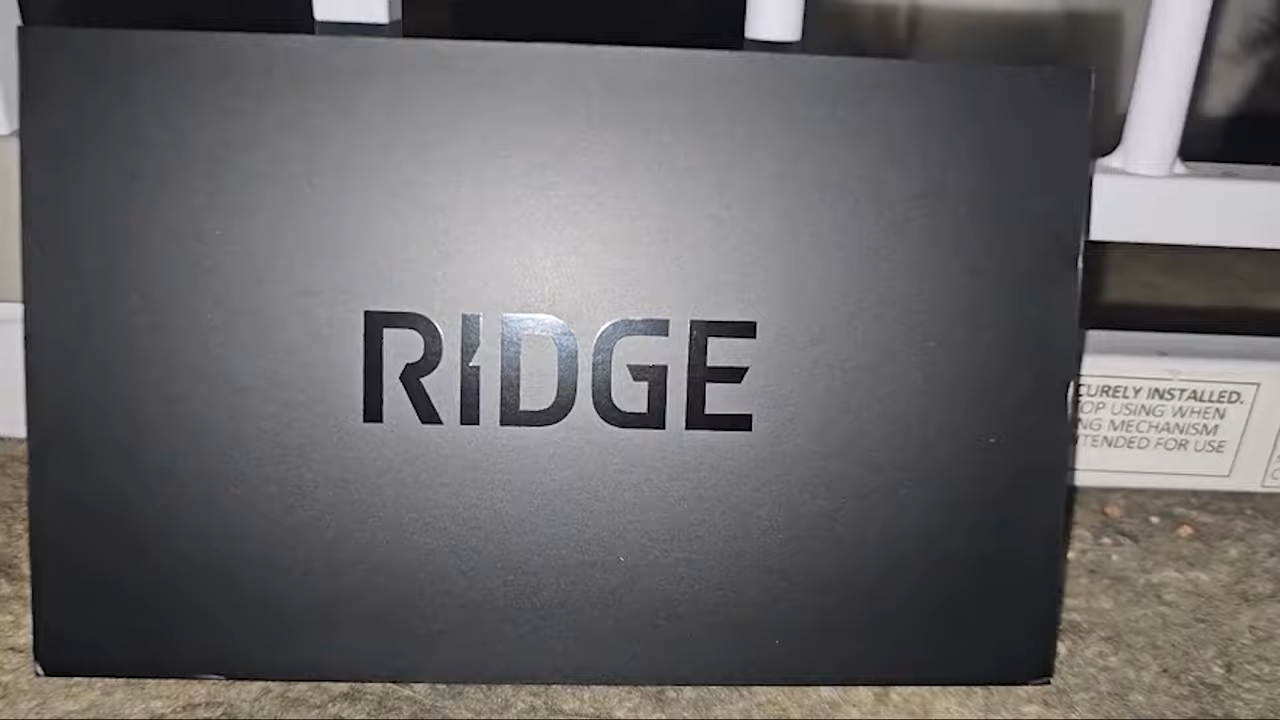 RIDGE
CURELY INSTALLED.
OP USING WHEN
NG MECHANISM
TENDED FOR USE